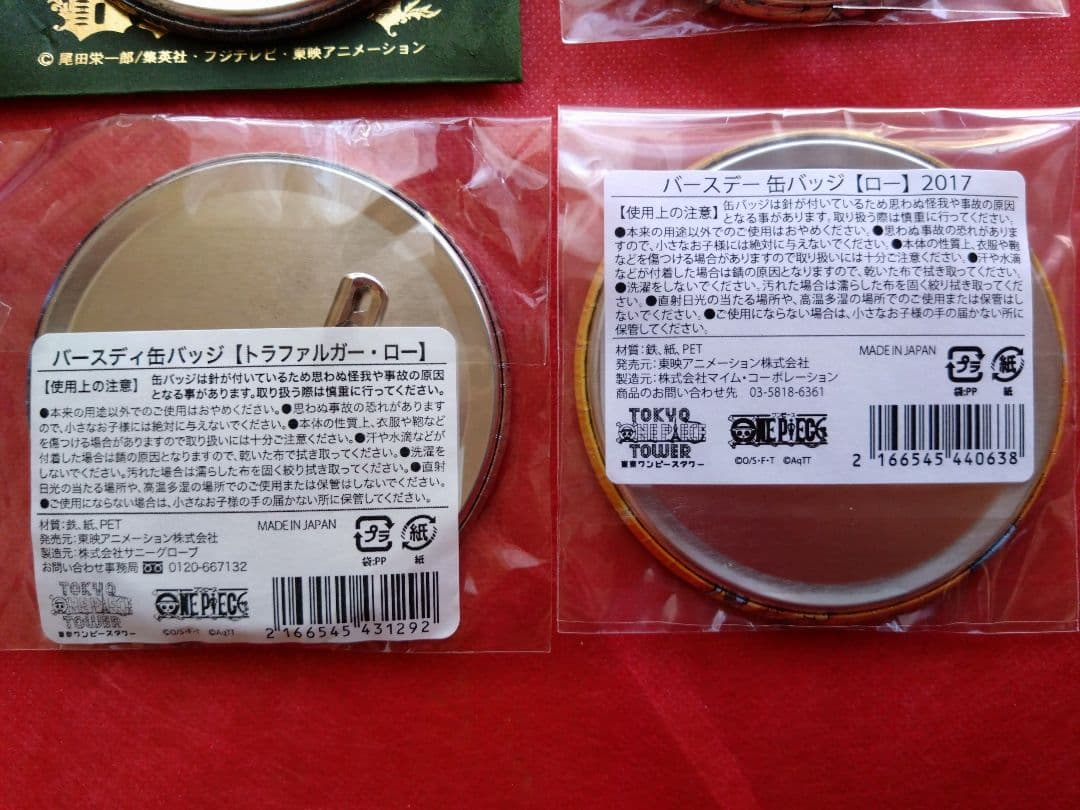 © 尾田栄一郎/集英社・フジテレビ・東映アニメーション
バースディ缶バッジ【トラファルガー・ロー】
【使用上の注意】 缶バッジは針が付いているため思わぬ怪我や事故の原因
となる事があります。取り扱う際は慎重に行ってください。
●本来の用途以外でのご使用はおやめください。●思わぬ事故の恐れがありますの
で、小さなお子様には絶対に与えないでください。●本体の性質上、衣服や鞄など
を傷つける場合がありますので取り扱いには十分ご注意ください。●汗や水滴などが
付着した場合は錆の原因となりますので、乾いた布で拭き取ってください。●洗濯を
しないでください。汚れた場合は濡らした布を固く絞り拭き取ってください。●直射
日光の当たる場所や、高温多湿の場所でのご使用または保管はしないでください。
●ご使用にならない場合は、小さなお子様の手の届かない所に保管してください。
材質:鉄、紙、PET
MADE IN JAPAN
発売元:東映アニメーション株式会社
製造元:株式会社サニーグローブ
お問い合わせ事務局 0120-667132
プラ
袋:PP
紙
紙
TOKYO
ONE PIECE
TOWER
東京ワンピースタワー
ワンピース
ONE PIECE
©O/S・F・T ©AqTT
2 166545 431292
バースデー 缶バッジ【ロー】2017
【使用上の注意】 缶バッジは針が付いているため思わぬ怪我や事故の原因
となる事があります。取り扱う際は慎重に行ってください。
●本来の用途以外でのご使用はおやめください。●思わぬ事故の恐れがありま
すので、小さなお子様には絶対に与えないでください。●本体の性質上、衣服や鞄
などを傷つける場合がありますので取り扱いには十分ご注意ください。●汗や水滴
などが付着した場合は錆の原因となりますので、乾いた布で拭き取ってください。
●洗濯をしないでください。汚れた場合は濡らした布を固く絞り拭き取ってくださ
い。●直射日光の当たる場所や、高温多湿の場所でのご使用または保管はし
ないでください。●ご使用にならない場合は、小さなお子様の手の届かない所に
保管してください。
材質:鉄、紙、PET
MADE IN JAPAN
発売元:東映アニメーション株式会社
製造元:株式会社マイム・コーポレーション
商品のお問い合わせ先 03-5818-6361
プラ
袋:PP
紙
紙
TOKYO
ONE PIECE
TOWER
東京ワンピースタワー
ワンピース
ONE PIECE
©O/S・F・T ©AqTT
2 166545 440638